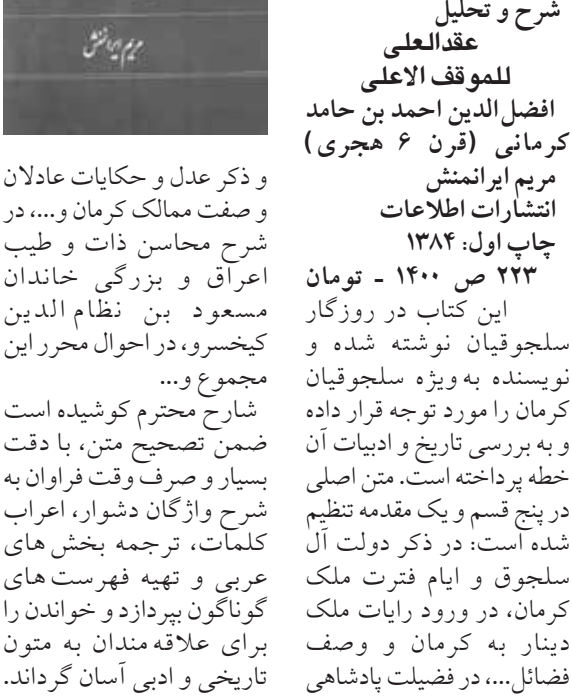 شرح و تحلیل
عقدالعلی
للموقف الاعلی
افضل‌الدین احمد بن حامد
کرمانی (قرن ۶ هجری)
مریم ایرانمنش
انتشارات اطلاعات
چاپ اول: ۱۳۸۴
۲۲۳ ص ۱۴۰۰ - تومان
این کتاب در روزگار
سلجوقیان نوشته شده و
نویسنده به ویژه سلجوقیان
کرمان را مورد توجه قرار داده
و به بررسی تاریخ و ادبیات آن
خطه پرداخته است. متن اصلی
در پنج قسم و یک مقدمه تنظیم
شده است: در ذکر دولت آل
سلجوق و ایام فترت ملک
کرمان، در ورود رایات ملک
دینار به کرمان و وصف
فضائل...، در فضیلت پادشاهی
مریم ایرانمنش
و ذکر عدل و حکایات عادلان
و صفت ممالک کرمان و...، در
شرح محاسن ذات و طیب
اعراق و بزرگی خاندان
مسعود بن نظام‌الدین
کیخسرو، در احوال محرر این
مجموع و...
شارح محترم کوشیده است
ضمن تصحیح متن، با دقت
بسیار و صرف وقت فراوان به
شرح واژگان دشوار، اعراب
کلمات، ترجمه بخش‌های
عربی و تهیه فهرست‌های
گوناگون بپردازد و خواندن را
برای علاقه‌مندان به متون
تاریخی و ادبی آسان گرداند.